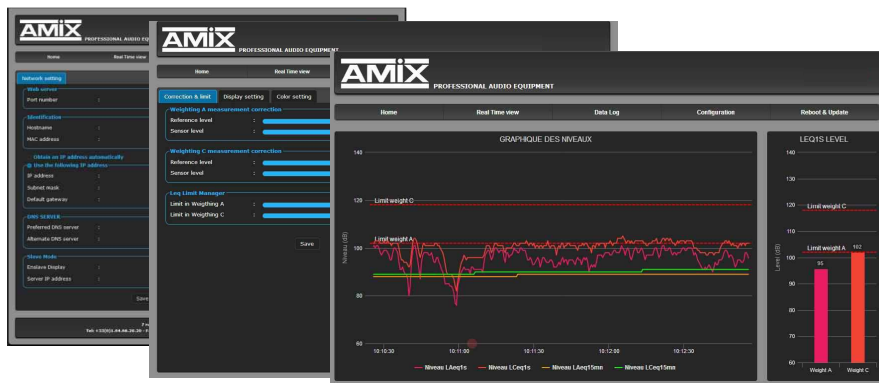 AMIX
PROFESSIONAL AUDIO EQ
Home Real Time view
Network setting
Web server
Port number :
Identification
Hostname :
MAC address :
Obtain an IP address automatically
Use the following IP address
IP address :
Subnet mask :
Default gateway :
DNS SERVER
Preferred DNS server :
Alternate DNS server :
Slave Mode
Enslave Display :
Server IP address :
Save
AMIX
PROFESSIONAL AUDIO EQUIPMENT
Home Real Time view
Correction & limit Display setting Color setting
Weighting A measurement correction
Reference level :
Sensor level :
Weighting C measurement correction
Reference level :
Sensor level :
Leq Limit Manager
Limit in Weigthing A :
Limit in Weigthing C :
Save
AMIX
PROFESSIONAL AUDIO EQUIPMENT
Home Real Time view Data Log Configuration Reboot & Update
GRAPHIQUE DES NIVEAUX
Niveau (dB)
140
120
100
80
60
Limit weight C
Limit weight A
10:10:30 10:11:00 10:11:30 10:12:00 10:12:30
Niveau LAeq1s Niveau LCeq1s Niveau LAeq15mn Niveau LCeq15mn
LEQ1S LEVEL
Level (dB)
140
130
120
110
100
90
80
70
60
Limit weight C
Limit weight A
95 102
Weight A Weight C